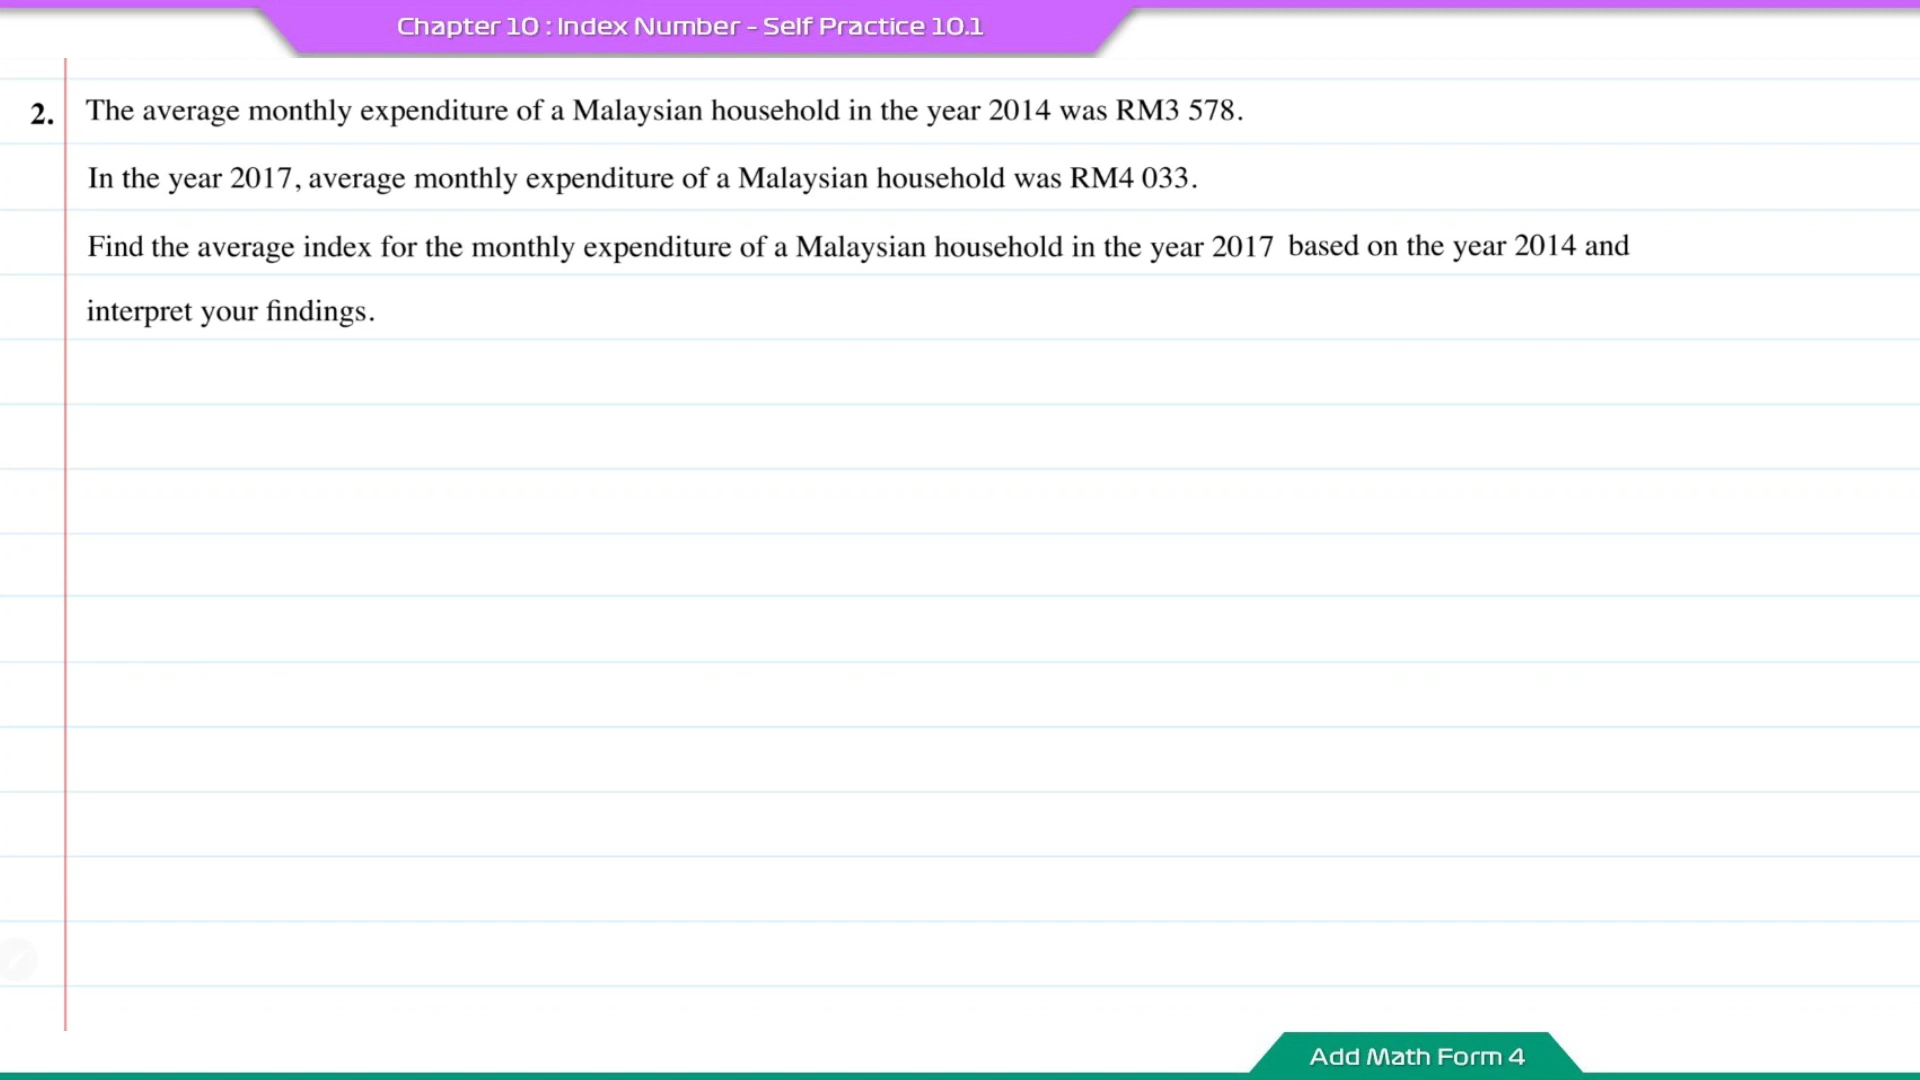 Chapter 10 : Index Number - Self Practice 10.1
2. The average monthly expenditure of a Malaysian household in the year 2014 was RM3 578.
In the year 2017, average monthly expenditure of a Malaysian household was RM4 033.
Find the average index for the monthly expenditure of a Malaysian household in the year 2017 based on the year 2014 and
interpret your findings.
Add Math Form 4